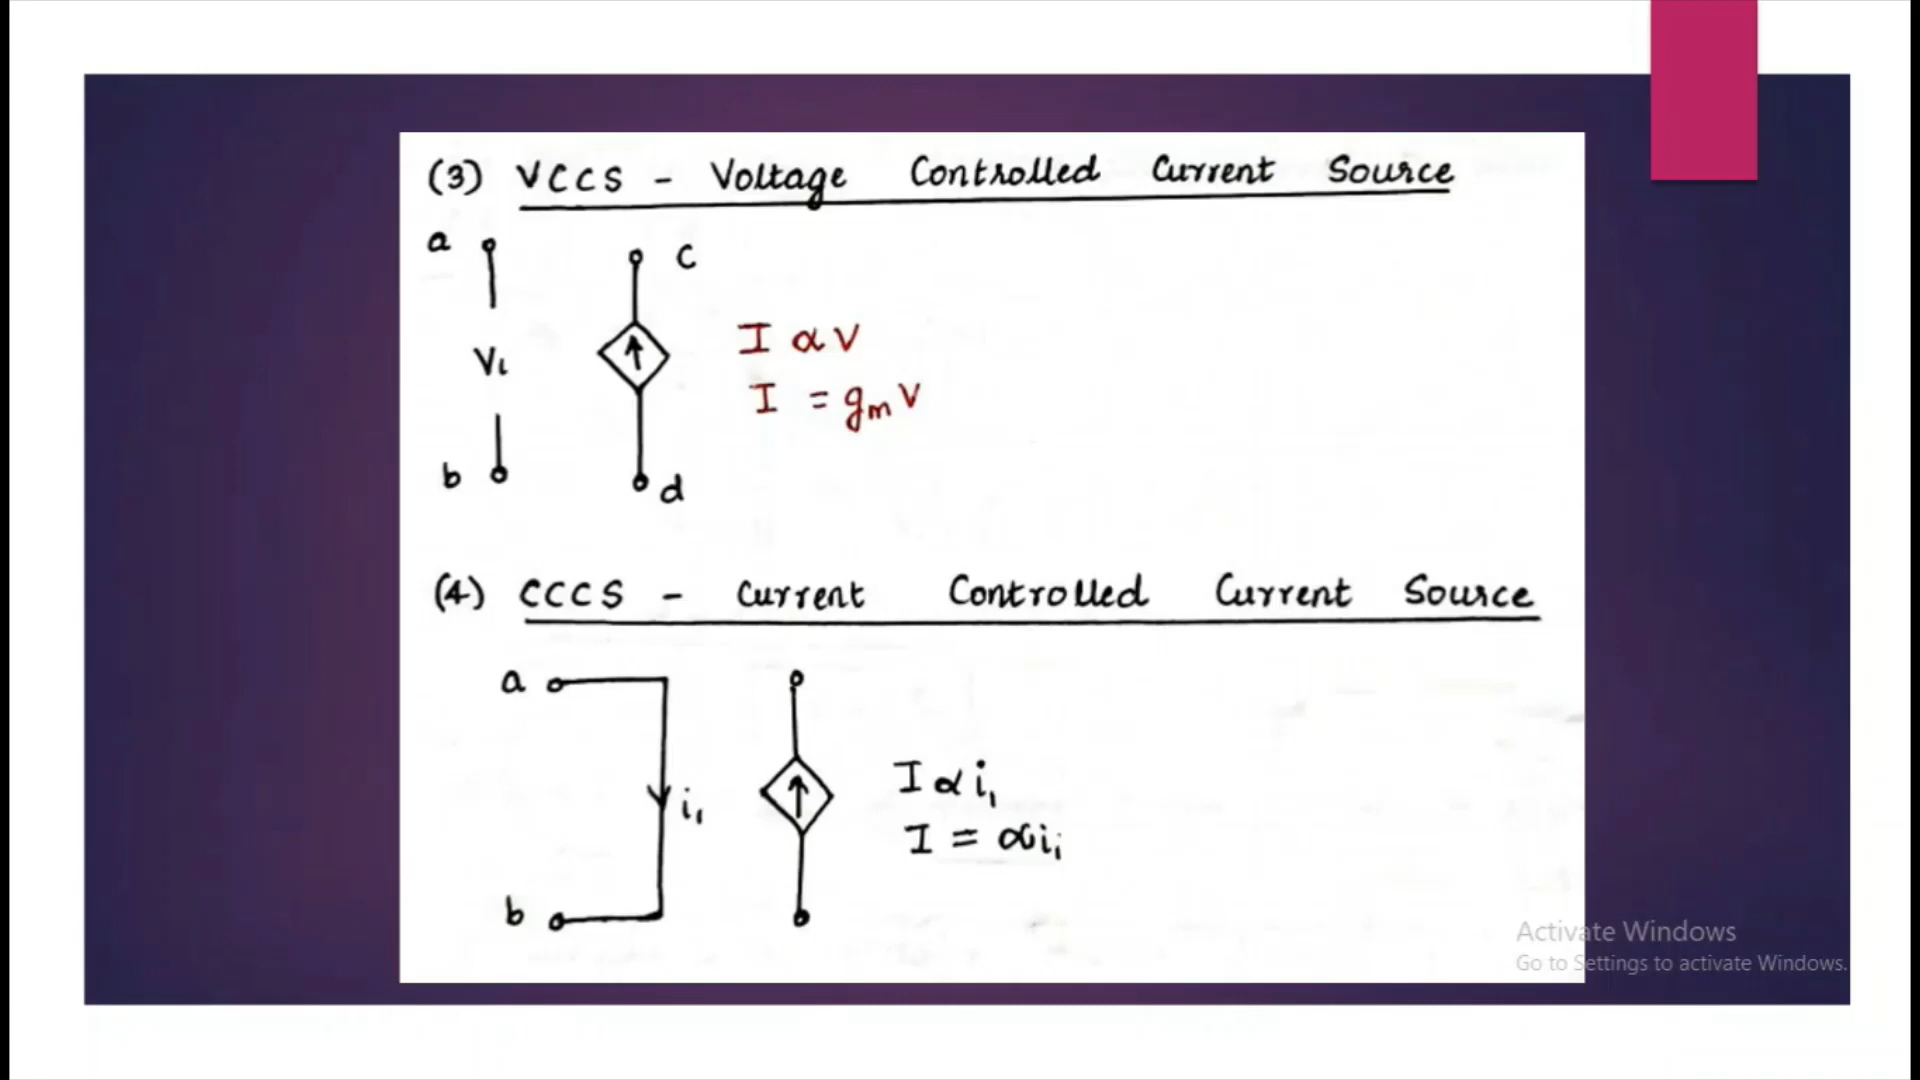 (3) VCCS - Voltage Controlled Current Source
a
c
V₁
I α V
I = gₘ V
b
d
(4) CCCS - Current Controlled Current Source
a
i₁
I α i₁
I = αi₁
b
Activate Windows
Go to Settings to activate Windows.